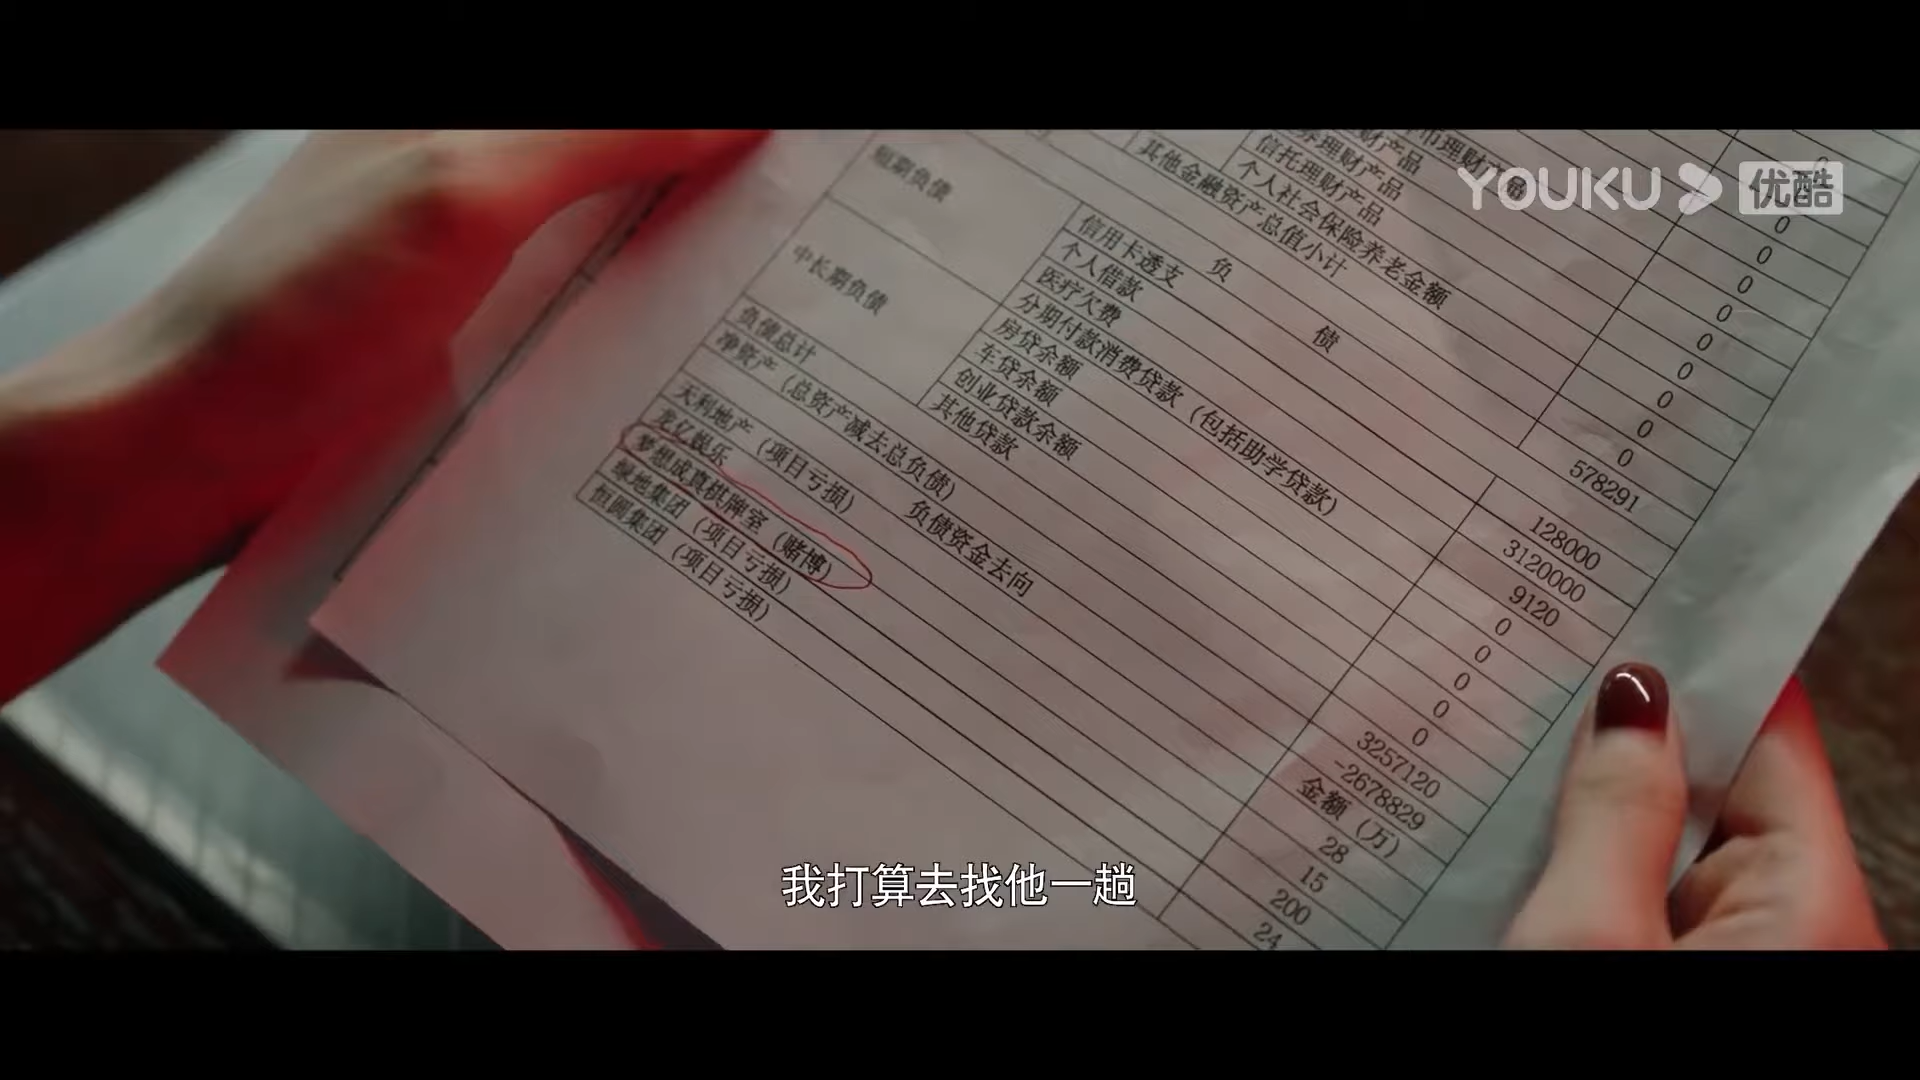 YOUKU 优酷
币理财产品 0
券理财产品 0
信托理财产品 0
个人社会保险养老金额 0
其他金融资产总值小计 578291
负 债
短期负债
信用卡透支 128000
个人借款 3120000
医疗欠费 9120
分期付款消费贷款（包括助学贷款） 0
中长期负债
房贷余额 0
车贷余额 0
创业贷款余额 0
其他贷款 0
负债总计 3257120
净资产（总资产减去总负债） -2678829
负债资金去向 金额（万）
天利地产（项目亏损） 28
龙亿娱乐 15
梦想成真棋牌室（赌博） 200
绿地集团（项目亏损） 24
恒圆集团（项目亏损）
我打算去找他一趟